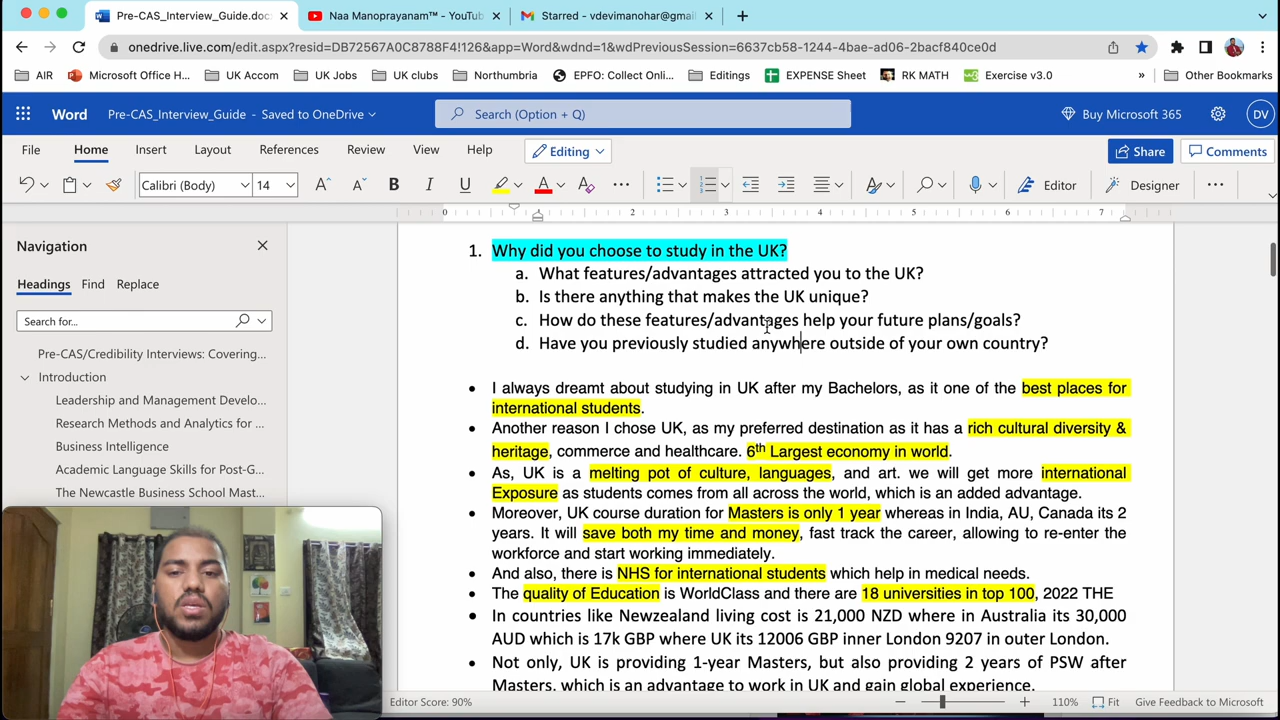 Pre-CAS_Interview_Guide.doc
Naa Manoprayanam™ - YouTube
Starred - vdevimanohar@gmail
onedrive.live.com/edit.aspx?resid=DB72567A0C8788F4!126&app=Word&wdnd=1&wdPreviousSession=6637cb58-1244-4bae-ad06-2bacf840ce0d
AIR Microsoft Office H... UK Accom UK Jobs UK clubs Northumbria EPFO: Collect Onli... Editings EXPENSE Sheet RK MATH Exercise v3.0 » Other Bookmarks
Word Pre-CAS_Interview_Guide - Saved to OneDrive Search (Option + Q) Buy Microsoft 365 DV
File Home Insert Layout References Review View Help Editing Share Comments
Calibri (Body) 14 A A B I U A Editor Designer
0 2 3 4 5 6 7
Navigation
Headings Find Replace
Search for...
Pre-CAS/Credibility Interviews: Covering...
Introduction
Leadership and Management Develo...
Research Methods and Analytics for ...
Business Intelligence
Academic Language Skills for Post-G...
The Newcastle Business School Mast...
1. Why did you choose to study in the UK?
a. What features/advantages attracted you to the UK?
b. Is there anything that makes the UK unique?
c. How do these features/advantages help your future plans/goals?
d. Have you previously studied anywhere outside of your own country?
• I always dreamt about studying in UK after my Bachelors, as it one of the best places for
international students.
• Another reason I chose UK, as my preferred destination as it has a rich cultural diversity &
heritage, commerce and healthcare. 6th Largest economy in world.
• As, UK is a melting pot of culture, languages, and art. we will get more international
Exposure as students comes from all across the world, which is an added advantage.
• Moreover, UK course duration for Masters is only 1 year whereas in India, AU, Canada its 2
years. It will save both my time and money, fast track the career, allowing to re-enter the
workforce and start working immediately.
• And also, there is NHS for international students which help in medical needs.
• The quality of Education is WorldClass and there are 18 universities in top 100, 2022 THE
• In countries like Newzealand living cost is 21,000 NZD where in Australia its 30,000
AUD which is 17k GBP where UK its 12006 GBP inner London 9207 in outer London.
• Not only, UK is providing 1-year Masters, but also providing 2 years of PSW after
Masters, which is an advantage to work in UK and gain global experience.
Editor Score: 90% 110% Fit Give Feedback to Microsoft